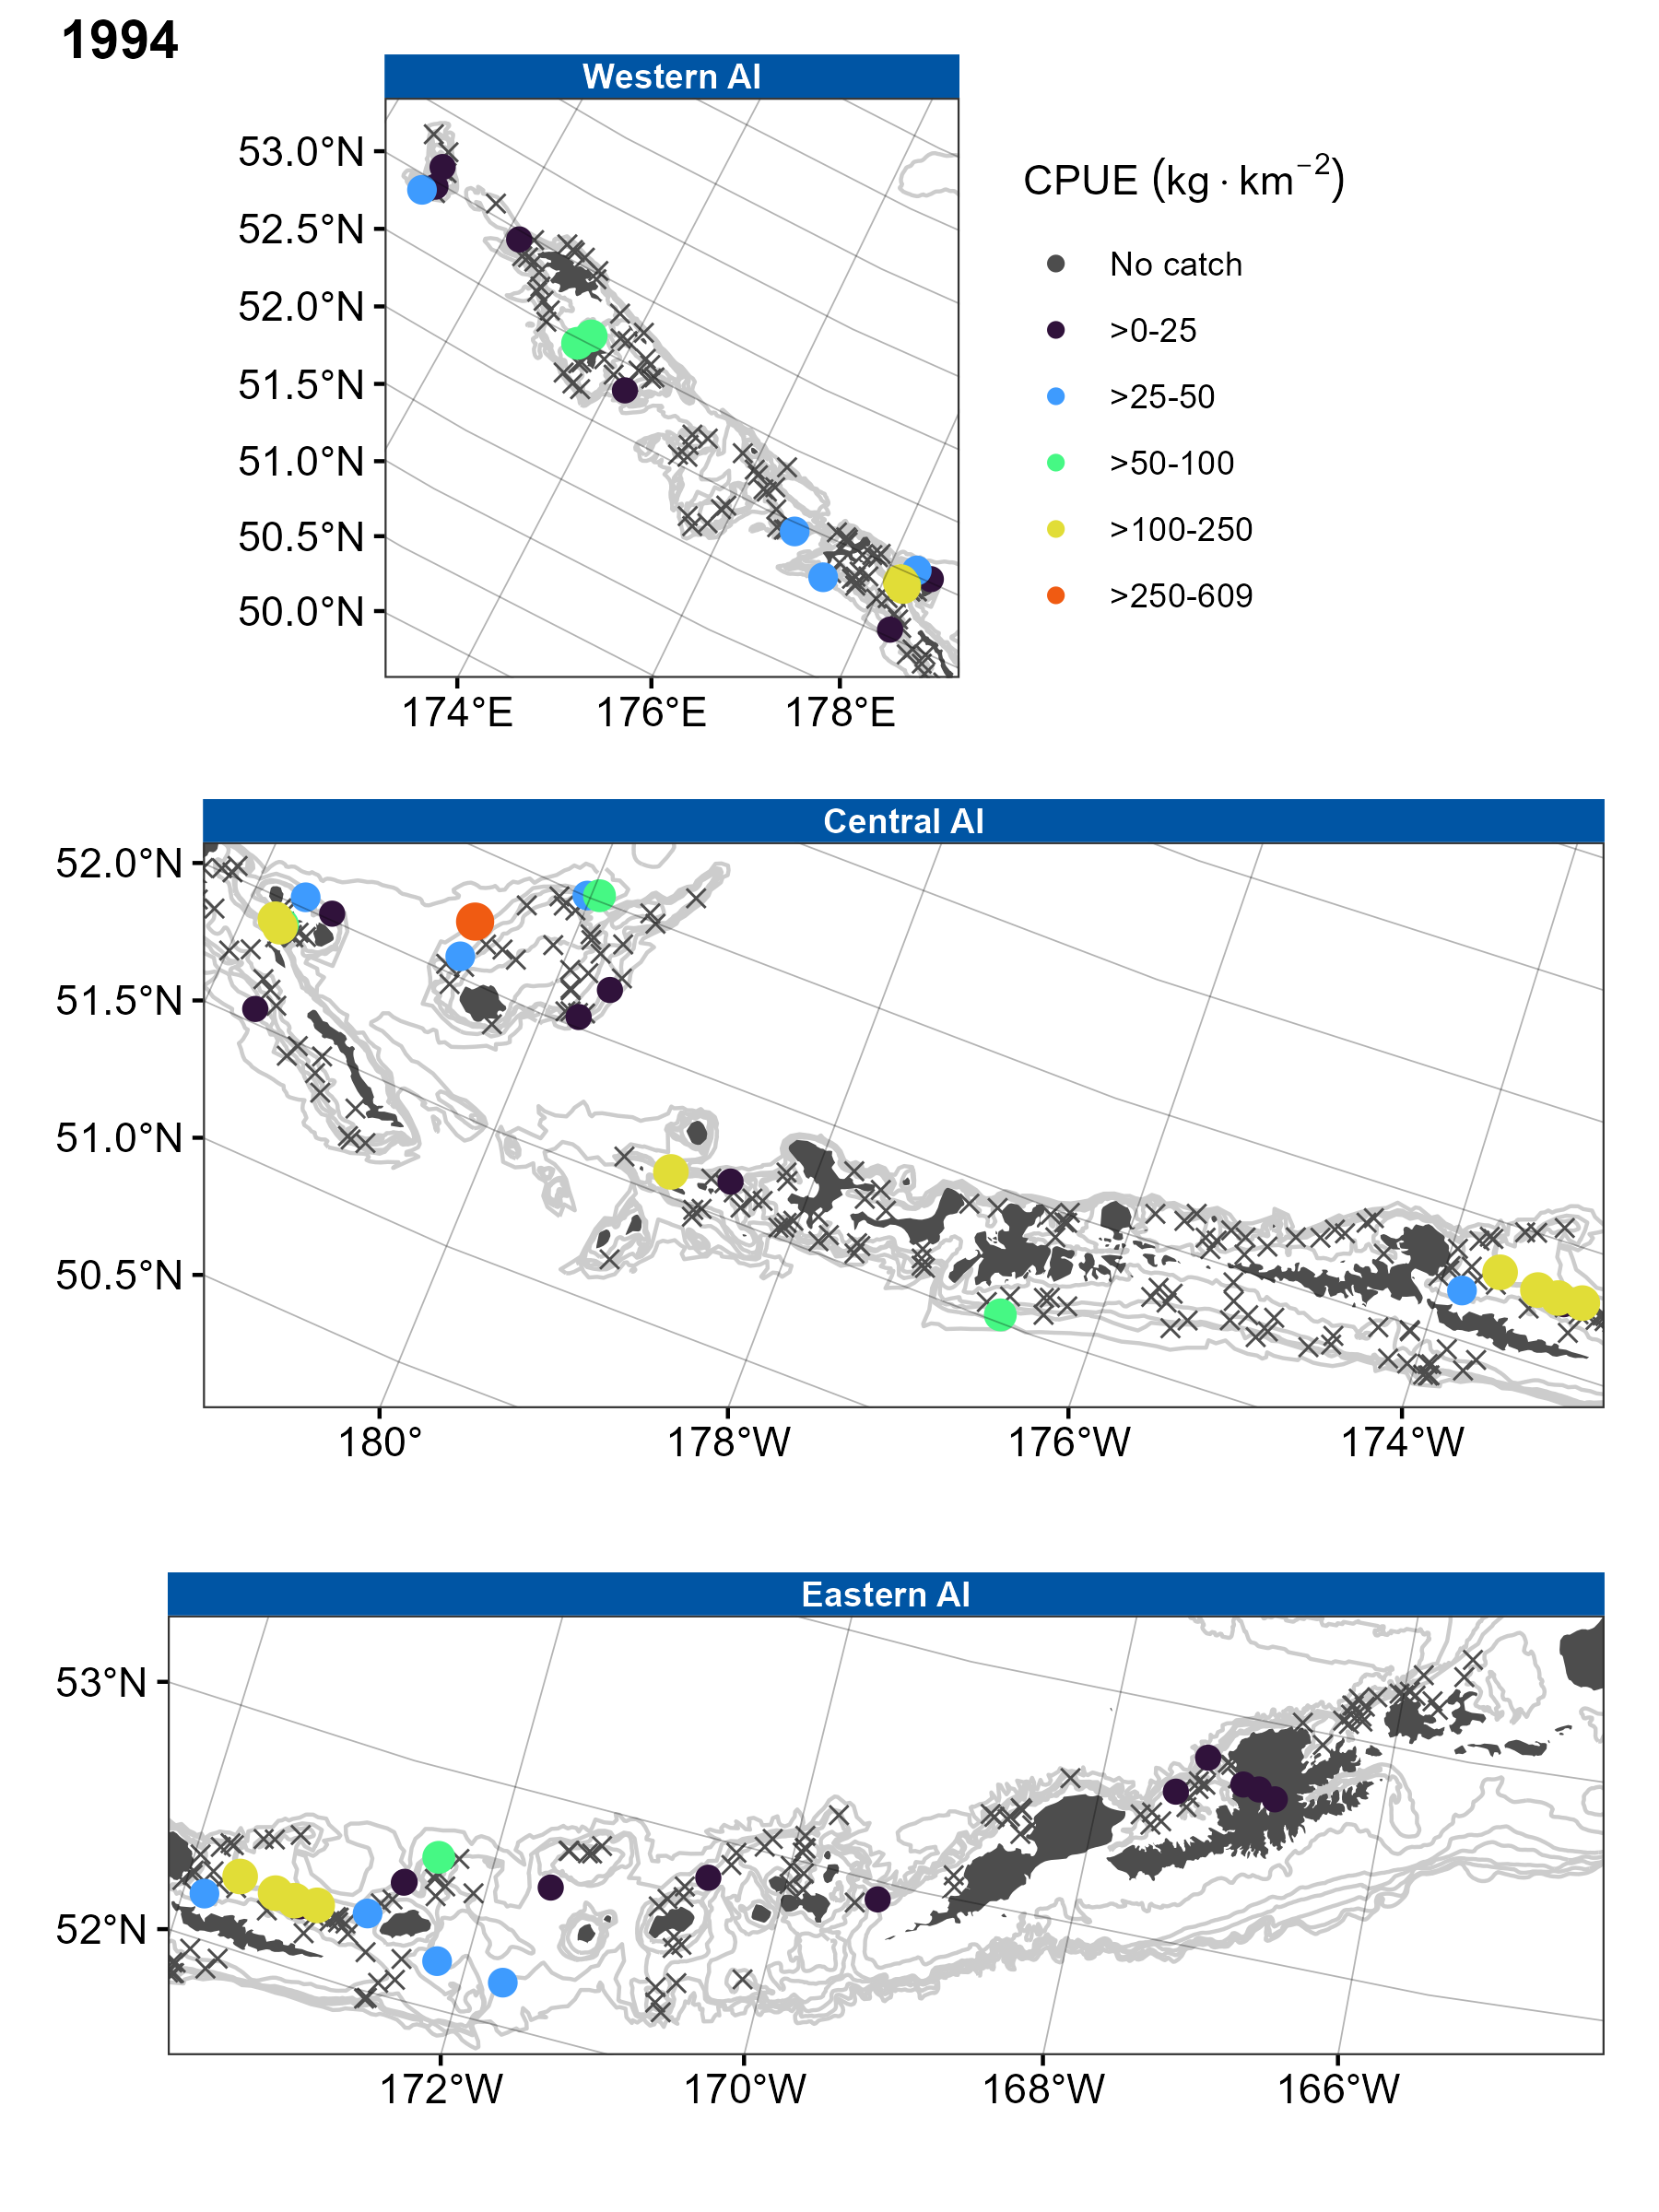 1994
Western AI
53.0°N
52.5°N
52.0°N
51.5°N
51.0°N
50.5°N
50.0°N
174°E 176°E 178°E
CPUE (kg · km⁻²)
No catch
>0-25
>25-50
>50-100
>100-250
>250-609
Central AI
52.0°N
51.5°N
51.0°N
50.5°N
180° 178°W 176°W 174°W
Eastern AI
53°N
52°N
172°W 170°W 168°W 166°W